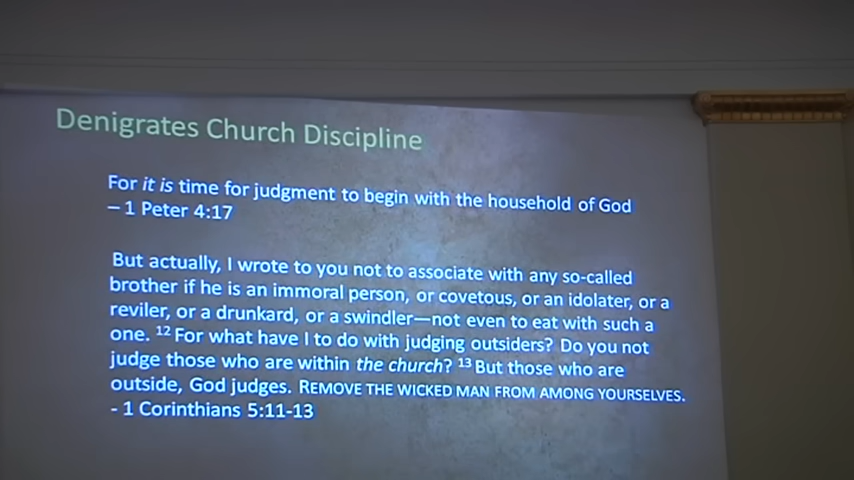 Denigrates Church Discipline
For it is time for judgment to begin with the household of God
– 1 Peter 4:17
But actually, I wrote to you not to associate with any so-called
brother if he is an immoral person, or covetous, or an idolater, or a
reviler, or a drunkard, or a swindler—not even to eat with such a
one. 12 For what have I to do with judging outsiders? Do you not
judge those who are within the church? 13 But those who are
outside, God judges. REMOVE THE WICKED MAN FROM AMONG YOURSELVES.
- 1 Corinthians 5:11-13